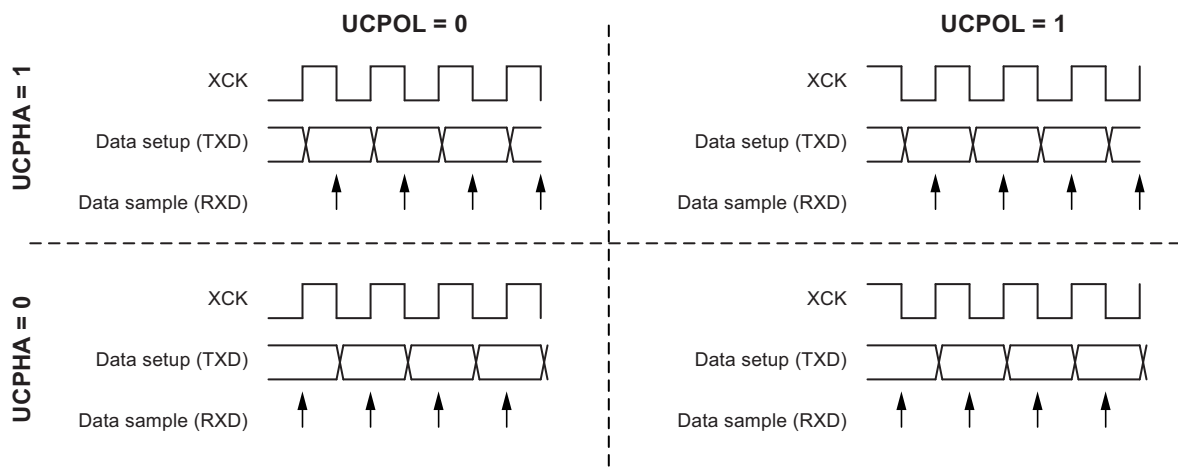 UCPOL = 0
UCPOL = 1
UCPHA = 1
XCK
Data setup (TXD)
Data sample (RXD)
XCK
Data setup (TXD)
Data sample (RXD)
UCPHA = 0
XCK
Data setup (TXD)
Data sample (RXD)
XCK
Data setup (TXD)
Data sample (RXD)